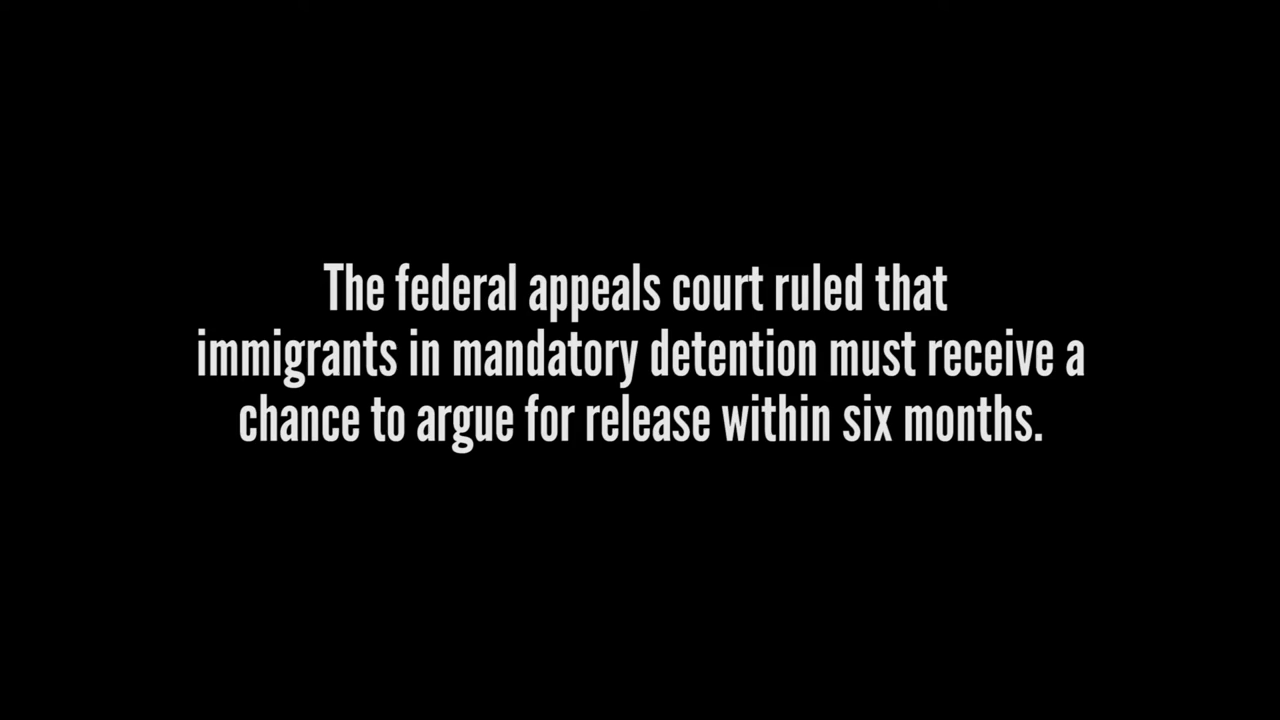 The federal appeals court ruled that
immigrants in mandatory detention must receive a
chance to argue for release within six months.